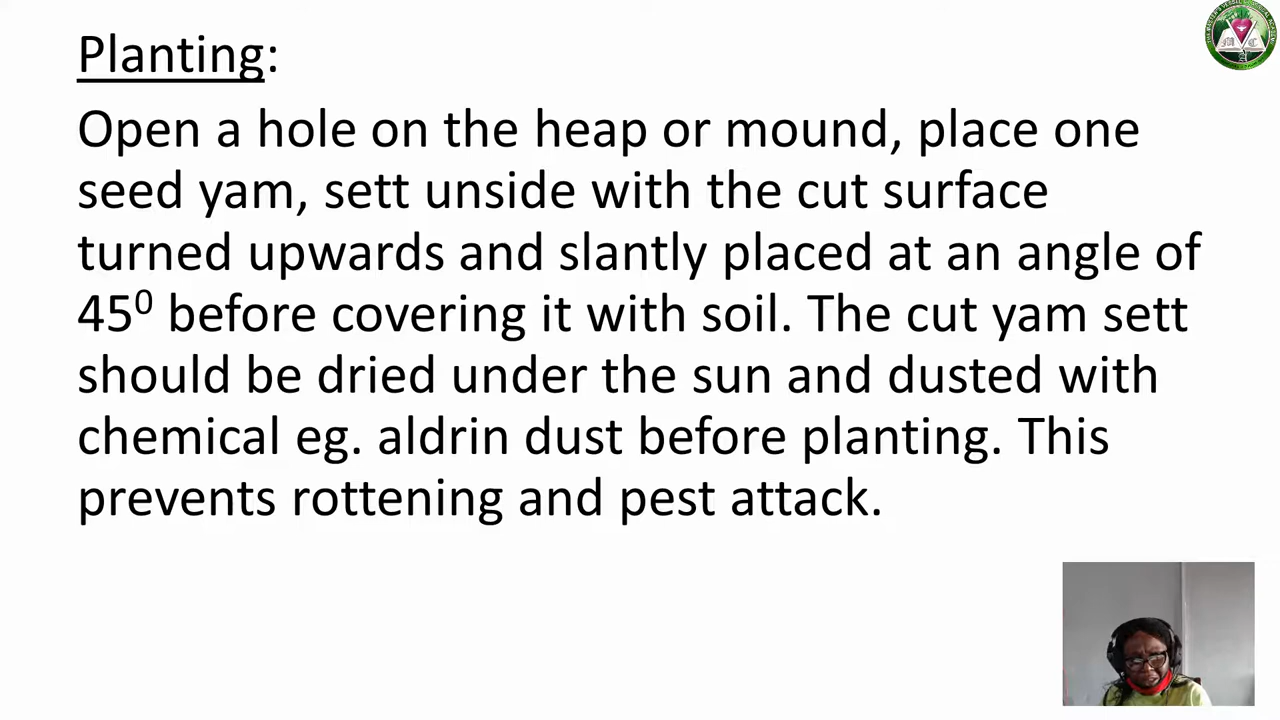 Planting:
Open a hole on the heap or mound, place one
seed yam, sett unside with the cut surface
turned upwards and slantly placed at an angle of
45⁰ before covering it with soil. The cut yam sett
should be dried under the sun and dusted with
chemical eg. aldrin dust before planting. This
prevents rottening and pest attack.